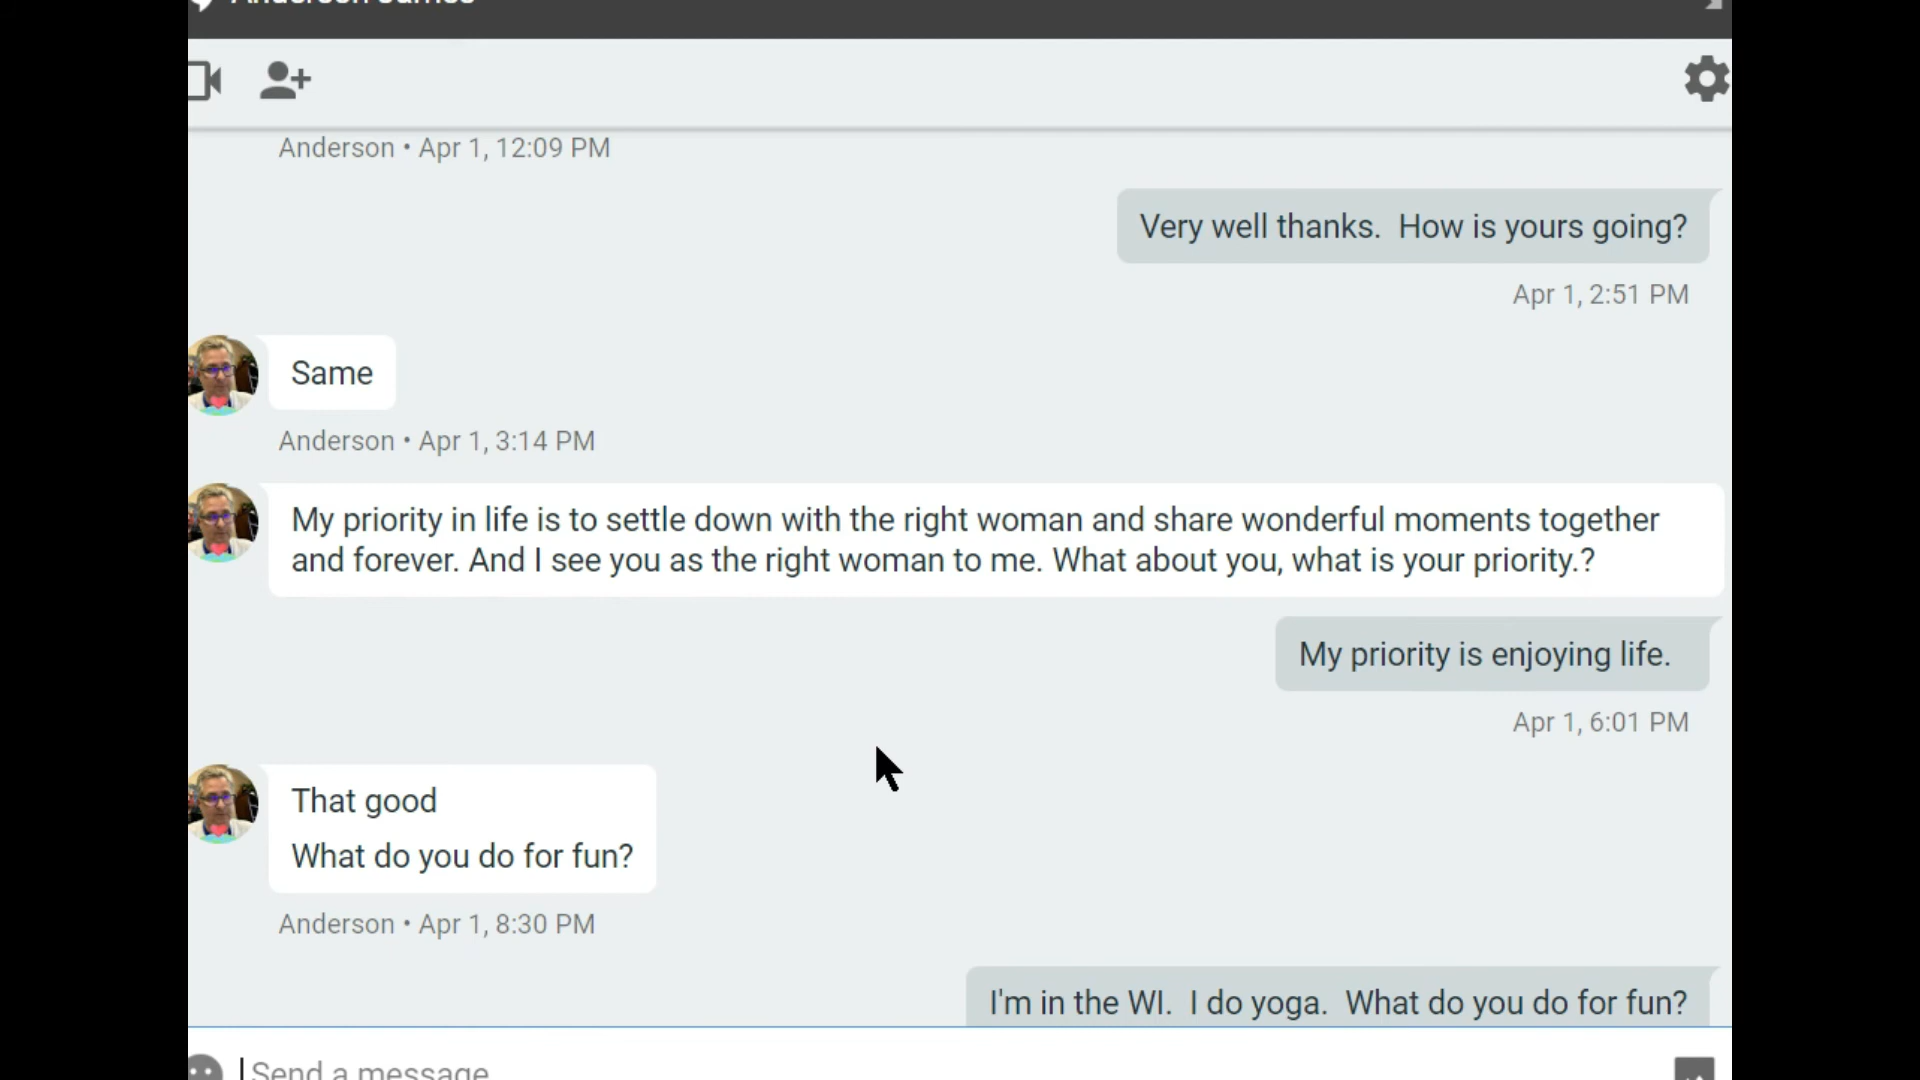 Anderson James
Anderson • Apr 1, 12:09 PM
Very well thanks.  How is yours going?
Apr 1, 2:51 PM
Same
Anderson • Apr 1, 3:14 PM
My priority in life is to settle down with the right woman and share wonderful moments together
and forever. And I see you as the right woman to me. What about you, what is your priority.?
My priority is enjoying life.
Apr 1, 6:01 PM
That good
What do you do for fun?
Anderson • Apr 1, 8:30 PM
I'm in the WI.  I do yoga.  What do you do for fun?
Send a message